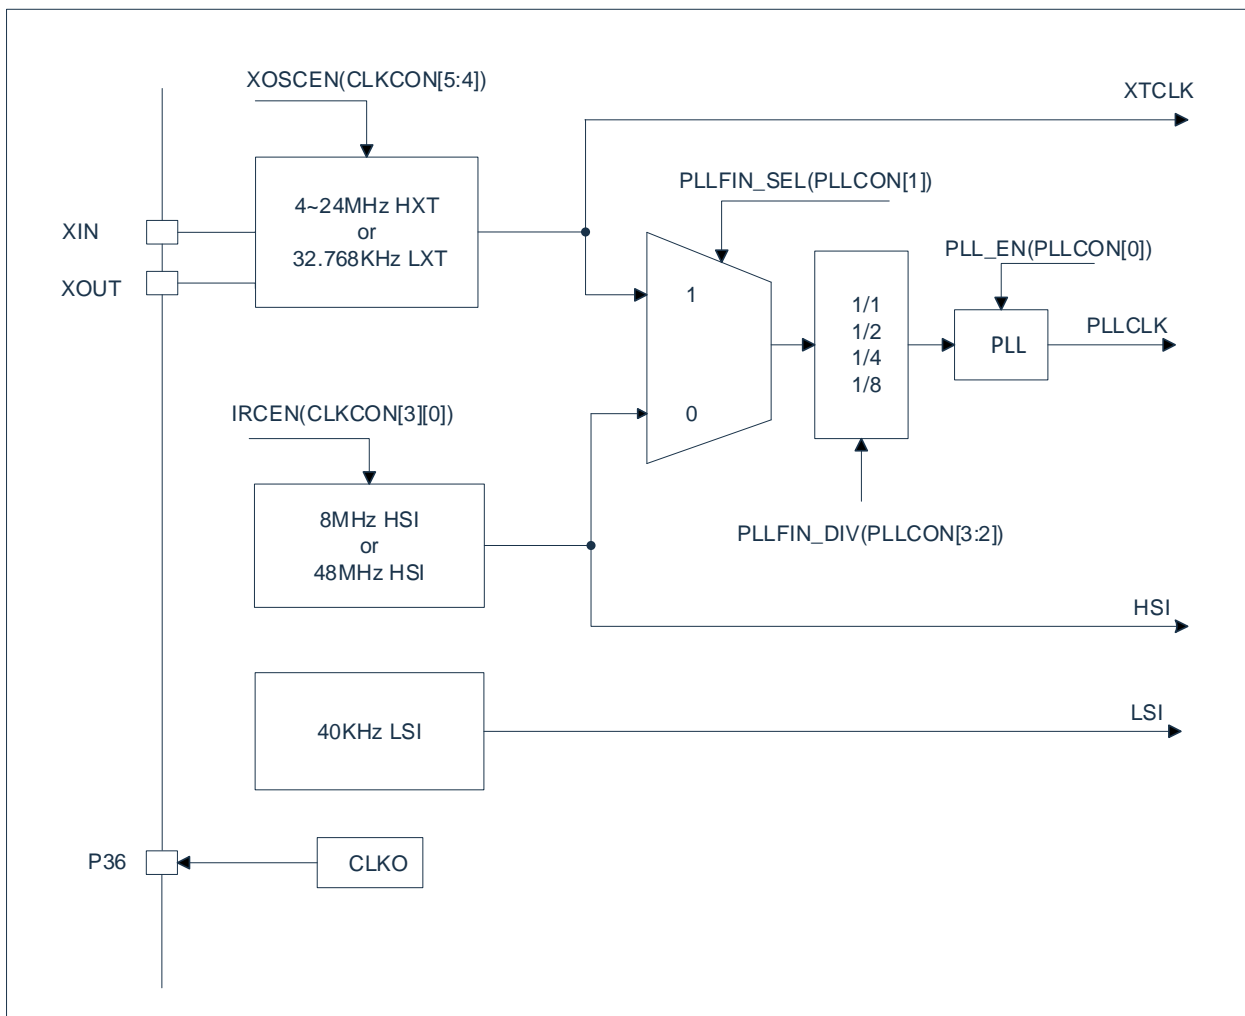 XOSCEN(CLKCON[5:4])
XTCLK
4~24MHz HXT
or
32.768KHz LXT
PLLFIN_SEL(PLLCON[1])
XIN
XOUT
PLL_EN(PLLCON[0])
1
1/1
1/2
1/4
1/8
PLL
PLLCLK
IRCEN(CLKCON[3][0])
0
8MHz HSI
or
48MHz HSI
PLLFIN_DIV(PLLCON[3:2])
HSI
40KHz LSI
LSI
P36
CLKO